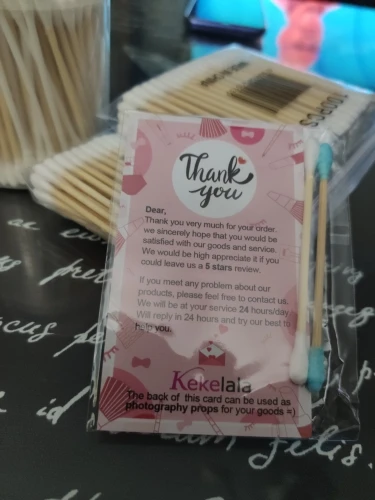 100PCS
Thank
you
Dear,
Thank you very much for your order.
we sincerely hope that you would be
satisfied with our goods and service.
We would be high appreciate it if you
could leave us a 5 stars review.
If you meet any problem about our
products, please feel free to contact us.
We will be at your service 24 hours/day
Will reply in 24 hours and try our best to
help you.
Kekelala
The back of this card can be used as
photography props for your goods =)